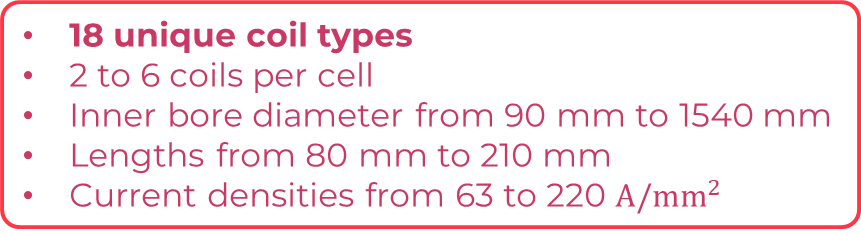 • 18 unique coil types
• 2 to 6 coils per cell
• Inner bore diameter from 90 mm to 1540 mm
• Lengths from 80 mm to 210 mm
• Current densities from 63 to 220 A/mm²